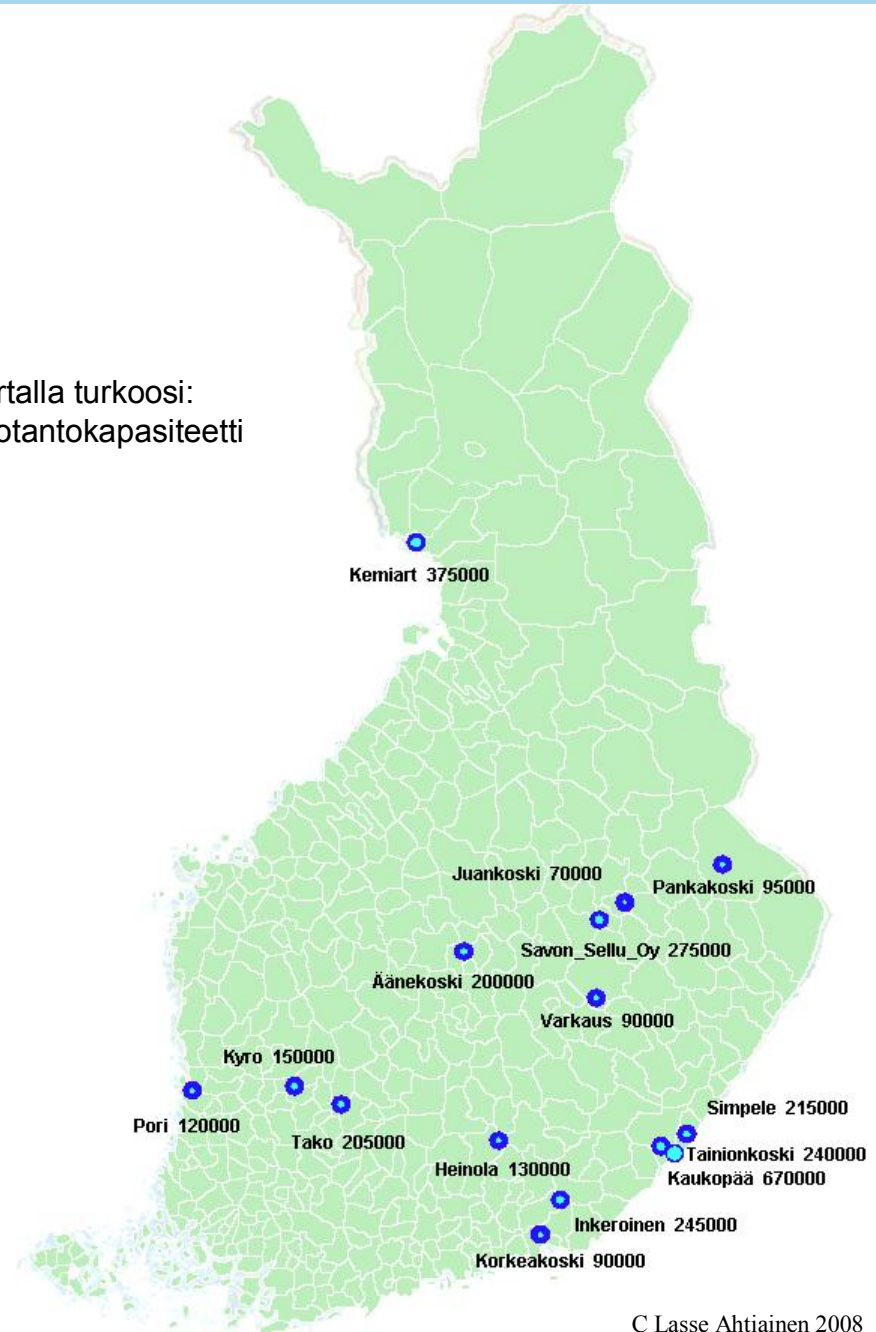 rtalla turkoosi:
otantokapasiteetti
Kemiart 375000
Juankoski 70000
Pankakoski 95000
Savon_Sellu_Oy 275000
Äänekoski 200000
Varkaus 90000
Kyro 150000
Pori 120000
Tako 205000
Simpele 215000
Heinola 130000
Tainionkoski 240000
Kaukopää 670000
Inkeroinen 245000
Korkeakoski 90000
C Lasse Ahtiainen 2008